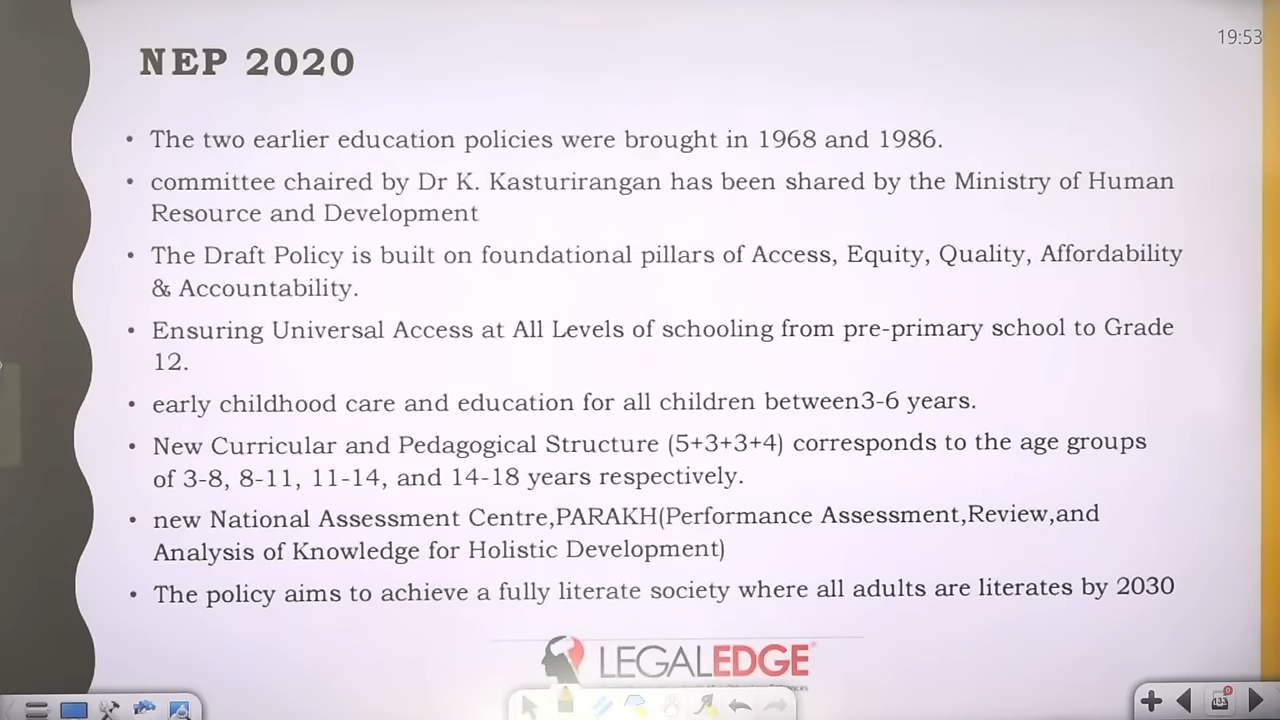 NEP 2020
19:53
• The two earlier education policies were brought in 1968 and 1986.
• committee chaired by Dr K. Kasturirangan has been shared by the Ministry of Human
Resource and Development
• The Draft Policy is built on foundational pillars of Access, Equity, Quality, Affordability
& Accountability.
• Ensuring Universal Access at All Levels of schooling from pre-primary school to Grade
12.
• early childhood care and education for all children between3-6 years.
• New Curricular and Pedagogical Structure (5+3+3+4) corresponds to the age groups
of 3-8, 8-11, 11-14, and 14-18 years respectively.
• new National Assessment Centre,PARAKH(Performance Assessment,Review,and
Analysis of Knowledge for Holistic Development)
• The policy aims to achieve a fully literate society where all adults are literates by 2030
LEGALEDGE